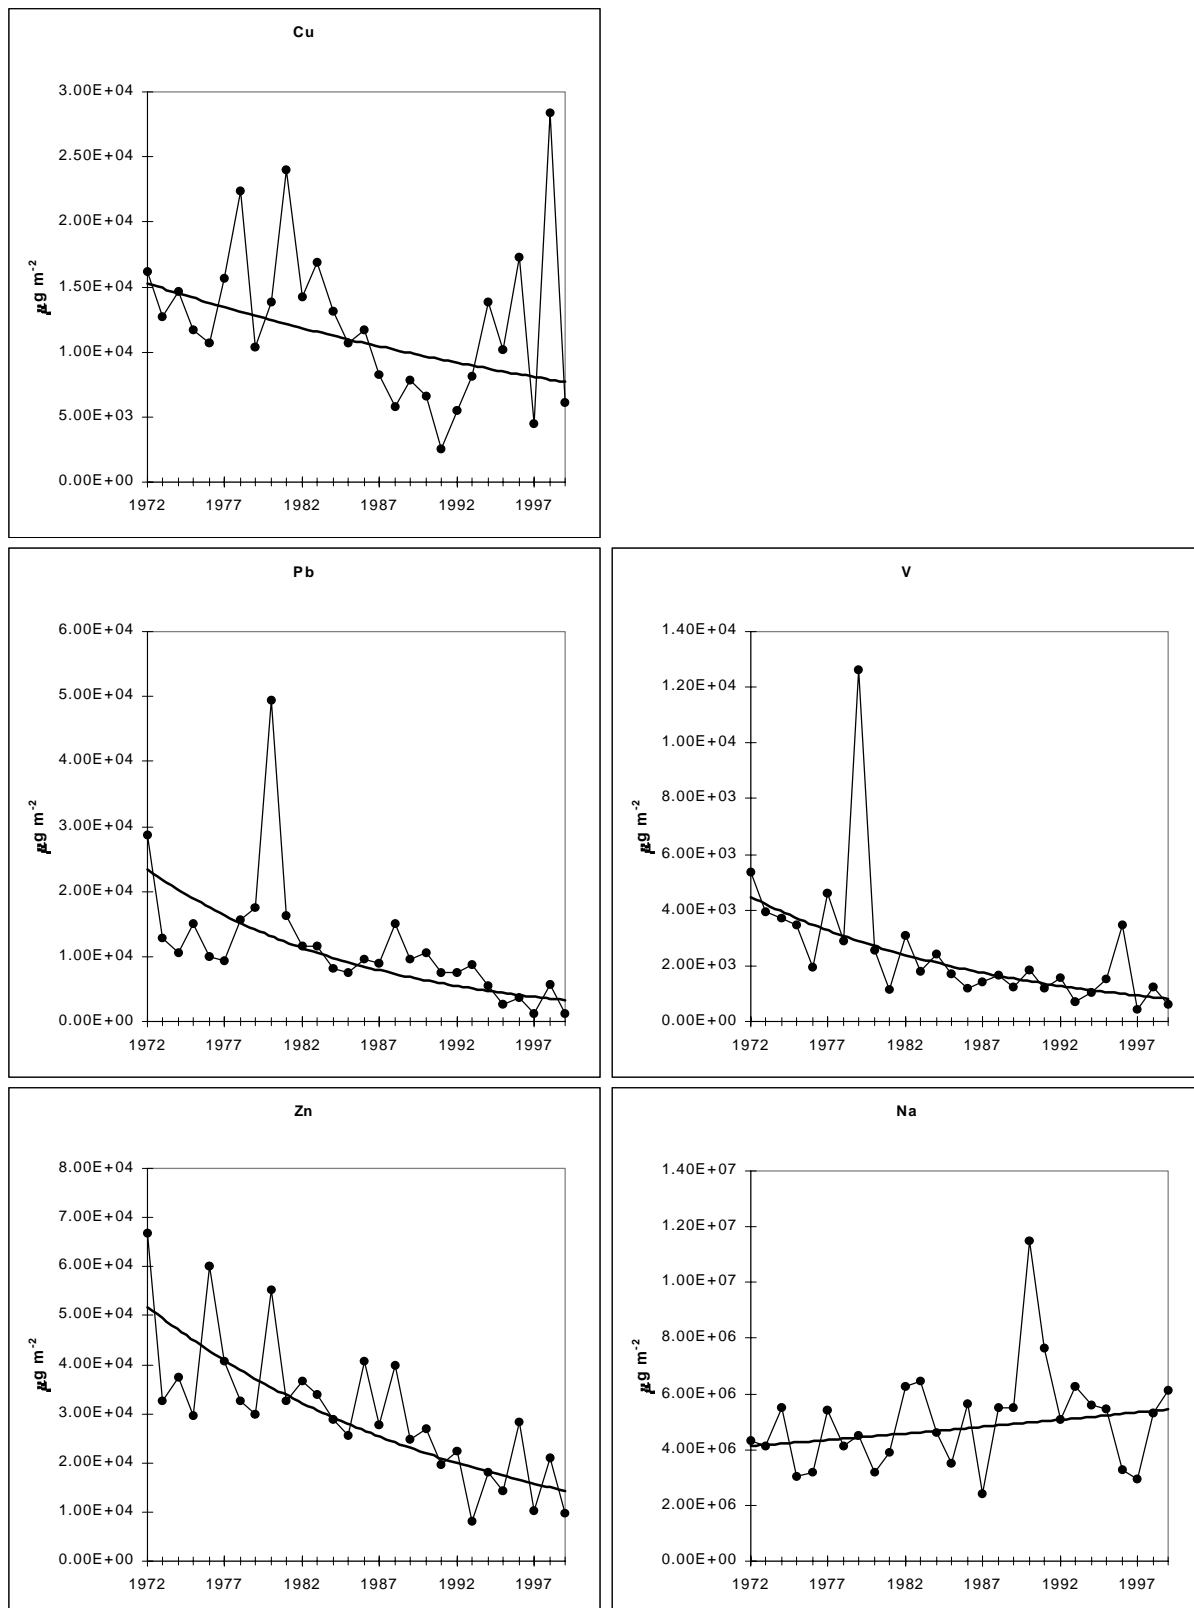 Cu
3.00E+04
2.50E+04
2.00E+04
1.50E+04
1.00E+04
5.00E+03
0.00E+00
µg m-2
1972 1977 1982 1987 1992 1997
Pb
6.00E+04
5.00E+04
4.00E+04
3.00E+04
2.00E+04
1.00E+04
0.00E+00
µg m-2
1972 1977 1982 1987 1992 1997
V
1.40E+04
1.20E+04
1.00E+04
8.00E+03
6.00E+03
4.00E+03
2.00E+03
0.00E+00
µg m-2
1972 1977 1982 1987 1992 1997
Zn
8.00E+04
7.00E+04
6.00E+04
5.00E+04
4.00E+04
3.00E+04
2.00E+04
1.00E+04
0.00E+00
µg m-2
1972 1977 1982 1987 1992 1997
Na
1.40E+07
1.20E+07
1.00E+07
8.00E+06
6.00E+06
4.00E+06
2.00E+06
0.00E+00
µg m-2
1972 1977 1982 1987 1992 1997